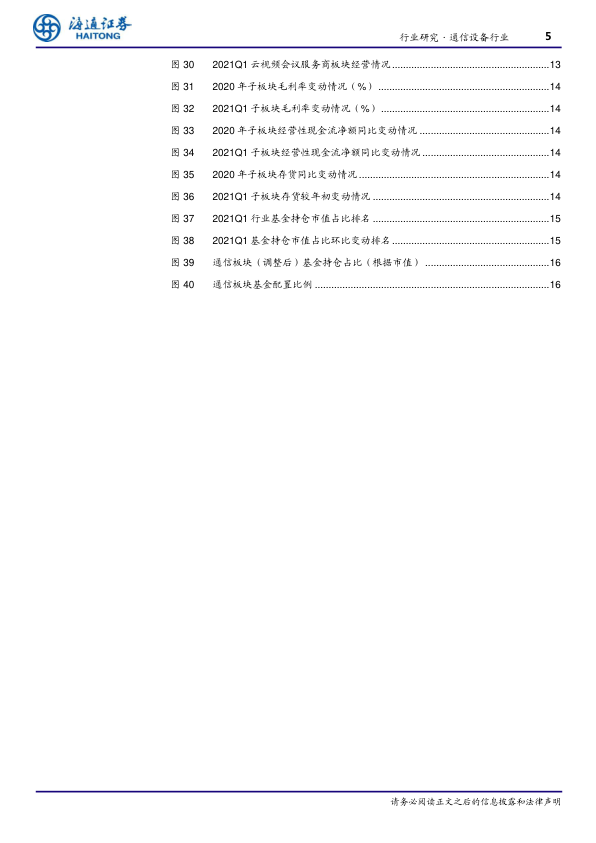 海通证券
HAITONG
行业研究·通信设备行业 5
图 30 2021Q1 云视频会议服务商板块经营情况..........................................................13
图 31 2020 年子板块毛利率变动情况（%）...............................................................14
图 32 2021Q1 子板块毛利率变动情况（%）..............................................................14
图 33 2020 年子板块经营性现金流净额同比变动情况................................................14
图 34 2021Q1 子板块经营性现金流净额同比变动情况...............................................14
图 35 2020 年子板块存货同比变动情况......................................................................14
图 36 2021Q1 子板块存货较年初变动情况.................................................................14
图 37 2021Q1 行业基金持仓市值占比排名.................................................................15
图 38 2021Q1 基金持仓市值占比环比变动排名..........................................................15
图 39 通信板块（调整后）基金持仓占比（根据市值）..............................................16
图 40 通信板块基金配置比例......................................................................................16
请务必阅读正文之后的信息披露和法律声明